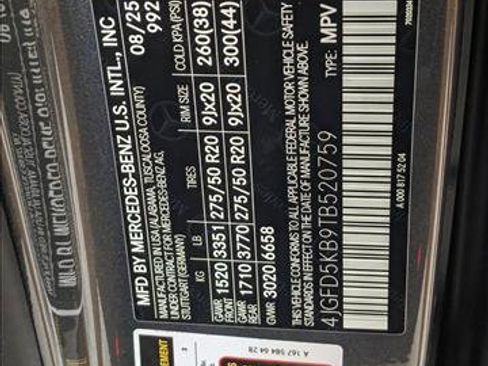 MFD BY MERCEDES-BENZ U.S. INTL., INC
MANUFACTURED IN USA ALABAMA, TUSCALOOSA COUNTY)
UNDER CONTRACT FOR MERCEDES-BENZ AG,
STUTTGART (GERMANY)
08/25
992
KG LB TIRES RIM SIZE COLD KPA(PSI)
GAWR FRONT 1520 3351 275/50 R20 9Jx20 260(38)
GAWR REAR 1710 3770 275/50 R20 9Jx20 300(44)
GVWR 3020 6658
THIS VEHICLE CONFORMS TO ALL APPLICABLE FEDERAL MOTOR VEHICLE SAFETY
STANDARDS IN EFFECT ON THE DATE OF MANUFACTURE SHOWN ABOVE.
4JGFD5KB9TB520759 TYPE: MPV
A 000 817 52 04
A 167 584 64 28